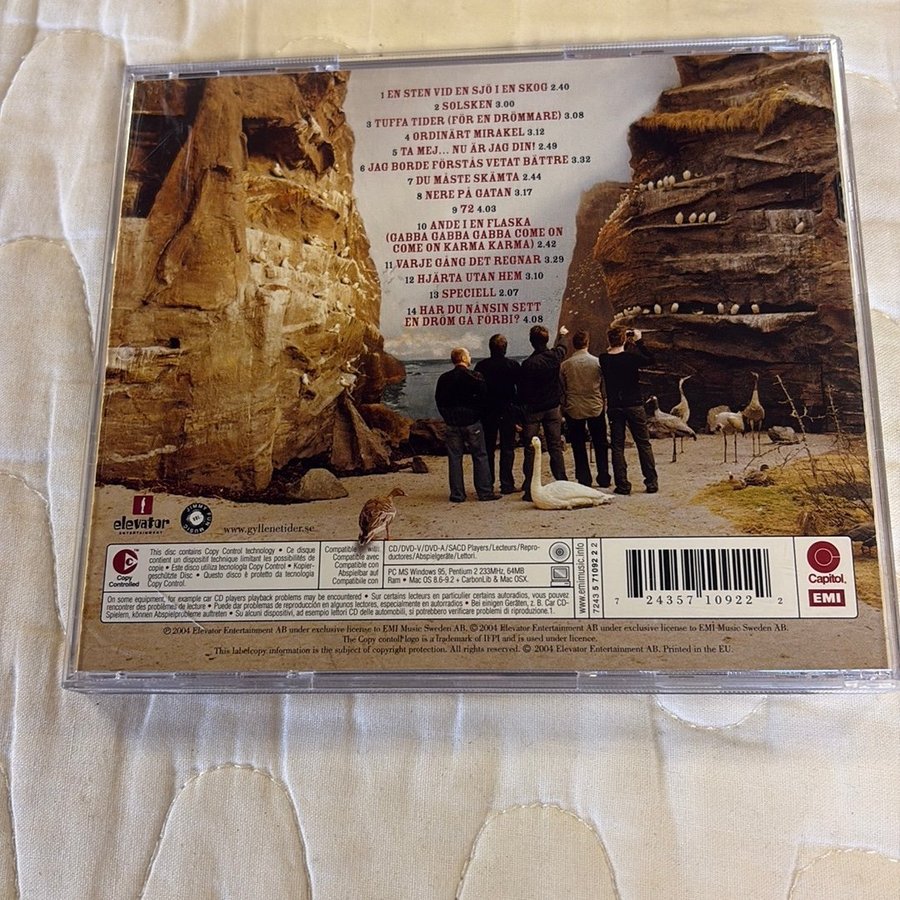 1 EN STEN VID EN SJÖ I EN SKOG 2.40
2 SOLSKEN 3.00
3 TUFFA TIDER (FÖR EN DRÖMMARE) 3.08
4 ORDINÄRT MIRAKEL 3.12
5 TA MEJ... NU ÄR JAG DIN! 2.49
6 JAG BORDE FÖRSTÅS VETAT BÄTTRE 3.32
7 DU MÅSTE SKÄMTA 2.44
8 NERE PÅ GATAN 3.17
9 72 4.03
10 ANDE I EN FLASKA
(GABBA GABBA GABBA COME ON
COME ON KARMA KARMA) 2.42
11 VARJE GÅNG DET REGNAR 3.29
12 HJÄRTA UTAN HEM 3.10
13 SPECIELL 2.07
14 HAR DU NÅNSIN SETT
EN DRÖM GÅ FÖRBI? 4.08
elevator
ENTERTAINMENT
www.gyllenetider.se
Copy
Controlled
This disc contains Copy Control technology • Ce disque
contient un dispositif limitant les possibilités de
copie • Este disco utiliza tecnología Copy Control • Kopier-
geschützte Disc • Questo disco è protetto da tecnologia
Copy Control.
Compatible with
Compatible avec
Compatible con
Abspielbar auf
Compatibile con
CD/DVD-V/DVD-A/SACD Players/Lecteurs/Repro-
ductores/Abspielgeräte/Lettori.
PC MS Windows 95, Pentium 2 233MHz, 64MB
Ram • Mac OS 8.6-9.2 + CarbonLib & Mac OSX.
On some equipment, for example car CD players playback problems may be encountered • Sur certains lecteurs en particulier certains autoradios, vous pouvez
rencontrer des problèmes de lecture • Puede dar problemas de reproducción en algunos lectores, especialmente en autorradios • Bei einigen Geräten, z. B. Car CD-
Spielern, können Abspielprobleme auftreten • Su alcuni dispositivi, ad esempio lettori CD delle automobili, si potrebbero verificare problemi di riproduzione 1.
www.emimusic.info
7243 5 71092 2 2
7 24357 10922 2
Capitol.
EMI
℗ 2004 Elevator Entertainment AB under exclusive license to EMI Music Sweden AB. © 2004 Elevator Entertainment AB under exclusive license to EMI Music Sweden AB.
The Copy control logo is a trademark of IFPI and is used under licence.
This labelcopy information is the subject of copyright protection. All rights reserved. © 2004 Elevator Entertainment AB. Printed in the EU.